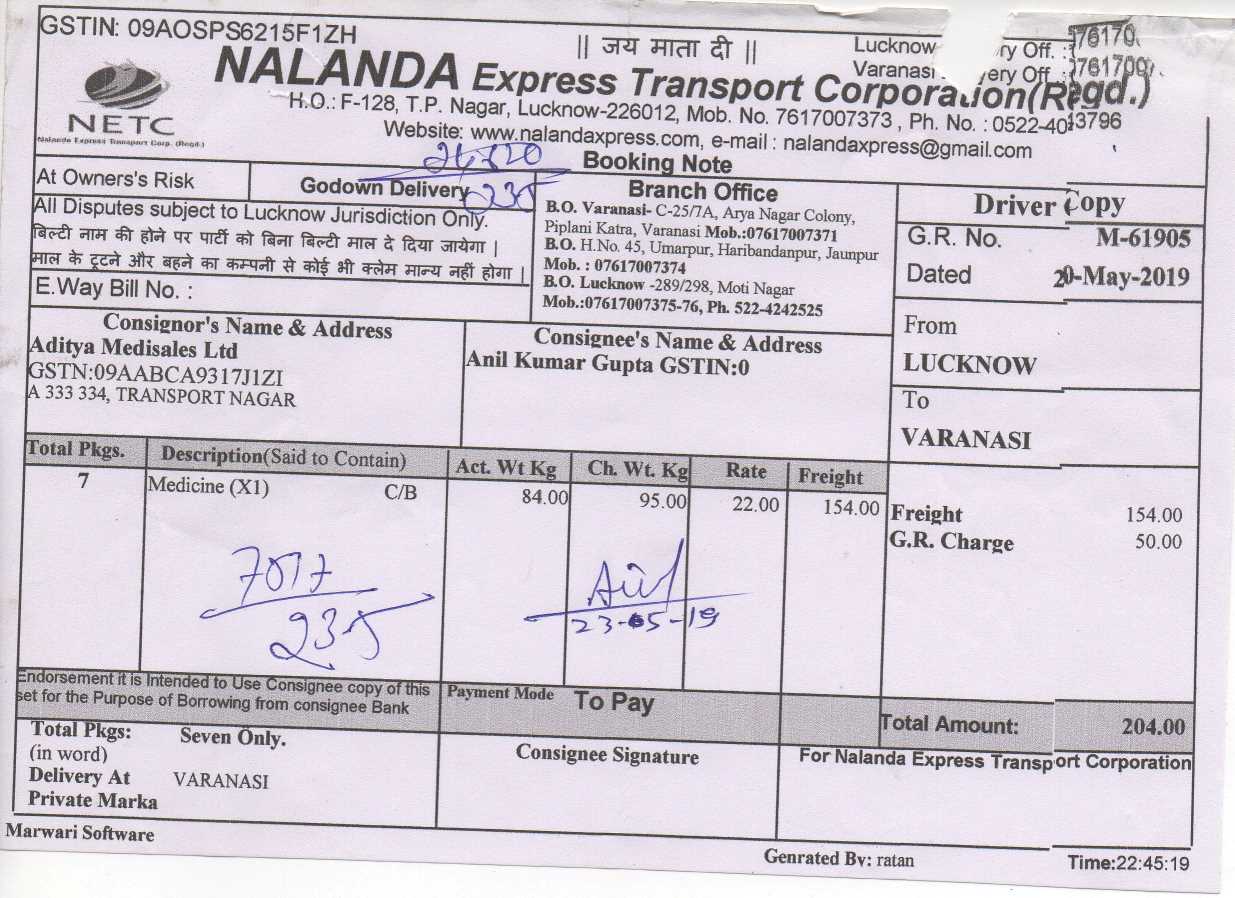 GSTIN: 09AOSPS6215F1ZH
|| जय माता दी ||
Lucknow ry Off. : 76170
Varanasi ery Off : 7617009
NALANDA Express Transport Corporation(Regd.)
NETC
Nalanda Express Transport Corp. (Regd.)
H.O.: F-128, T.P. Nagar, Lucknow-226012, Mob. No. 7617007373 , Ph. No. : 0522-40 3796
Website: www.nalandaxpress.com, e-mail : nalandaxpress@gmail.com
Booking Note
235
At Owners's Risk
Godown Delivery
All Disputes subject to Lucknow Jurisdiction Only.
बिल्टी नाम की होने पर पार्टी को बिना बिल्टी माल दे दिया जायेगा |
माल के टूटने और बहने का कम्पनी से कोई भी क्लेम मान्य नहीं होगा |
E.Way Bill No. :
Branch Office
B.O. Varanasi- C-25/7A, Arya Nagar Colony,
Piplani Katra, Varanasi Mob.:07617007371
B.O. H.No. 45, Umarpur, Haribandanpur, Jaunpur
Mob. : 07617007374
B.O. Lucknow -289/298, Moti Nagar
Mob.:07617007375-76, Ph. 522-4242525
Driver Copy
G.R. No. M-61905
Dated 20-May-2019
From
LUCKNOW
To
VARANASI
Consignor's Name & Address
Aditya Medisales Ltd
GSTN:09AABCA9317J1ZI
A 333 334, TRANSPORT NAGAR
Consignee's Name & Address
Anil Kumar Gupta GSTIN:0
Total Pkgs. Description(Said to Contain) Act. Wt Kg Ch. Wt. Kg Rate Freight
7 Medicine (X1) C/B 84.00 95.00 22.00 154.00
Freight 154.00
G.R. Charge 50.00
7017
235
23-05-19
Endorsement it is Intended to Use Consignee copy of this
set for the Purpose of Borrowing from consignee Bank
Payment Mode To Pay
Total Amount: 204.00
Total Pkgs: Seven Only.
(in word)
Delivery At VARANASI
Private Marka
Consignee Signature
For Nalanda Express Transport Corporation
Marwari Software
Genrated By: ratan
Time:22:45:19